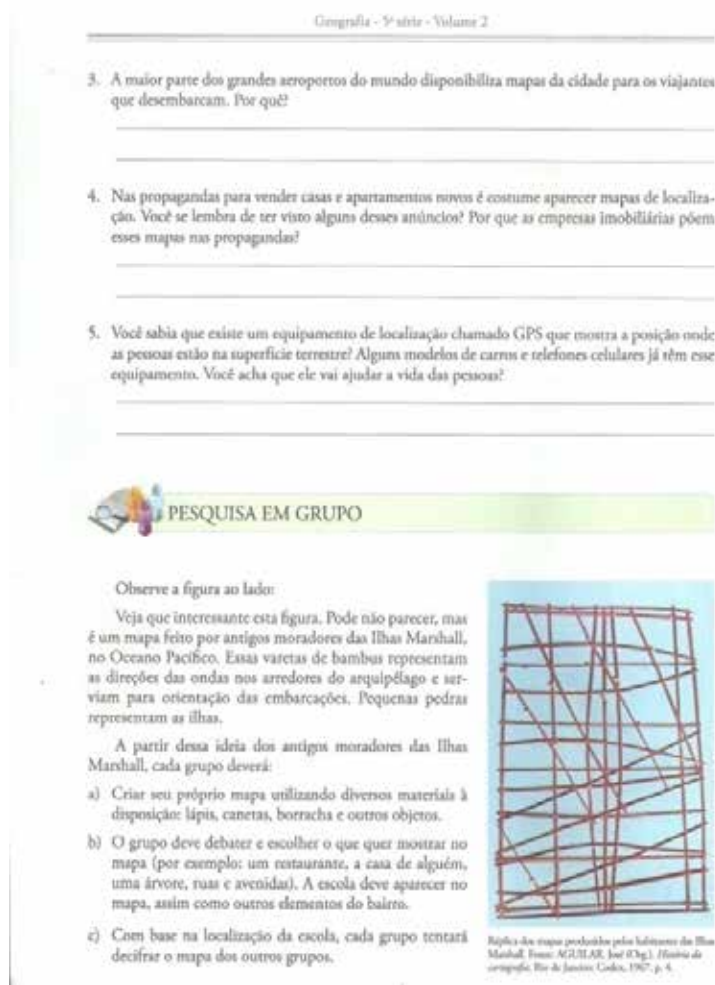 Geografia - 5ª série - Volume 2
3. A maior parte dos grandes aeroportos do mundo disponibiliza mapas da cidade para os viajantes
que desembarcam. Por quê?
4. Nas propagandas para vender casas e apartamentos novos é costume aparecer mapas de localiza-
ção. Você se lembra de ter visto alguns desses anúncios? Por que as empresas imobiliárias põem
esses mapas nas propagandas?
5. Você sabia que existe um equipamento de localização chamado GPS que mostra a posição onde
as pessoas estão na superfície terrestre? Alguns modelos de carros e telefones celulares já têm esse
equipamento. Você acha que ele vai ajudar a vida das pessoas?
PESQUISA EM GRUPO
Observe a figura ao lado:
Veja que interessante esta figura. Pode não parecer, mas
é um mapa feito por antigos moradores das Ilhas Marshall,
no Oceano Pacífico. Essas varetas de bambus representam
as direções das ondas nos arredores do arquipélago e ser-
viam para orientação das embarcações. Pequenas pedras
representam as ilhas.
A partir dessa ideia dos antigos moradores das Ilhas
Marshall, cada grupo deverá:
a) Criar seu próprio mapa utilizando diversos materiais à
disposição: lápis, canetas, borracha e outros objetos.
b) O grupo deve debater e escolher o que quer mostrar no
mapa (por exemplo: um restaurante, a casa de alguém,
uma árvore, ruas e avenidas). A escola deve aparecer no
mapa, assim como outros elementos do bairro.
c) Com base na localização da escola, cada grupo tentará
decifrar o mapa dos outros grupos.
Réplica dos mapas produzidos pelos habitantes das Ilhas
Marshall. Fonte: AGUILAR, José (Org.). História da
cartografia. Rio de Janeiro: Codex, 1967. p. 4.